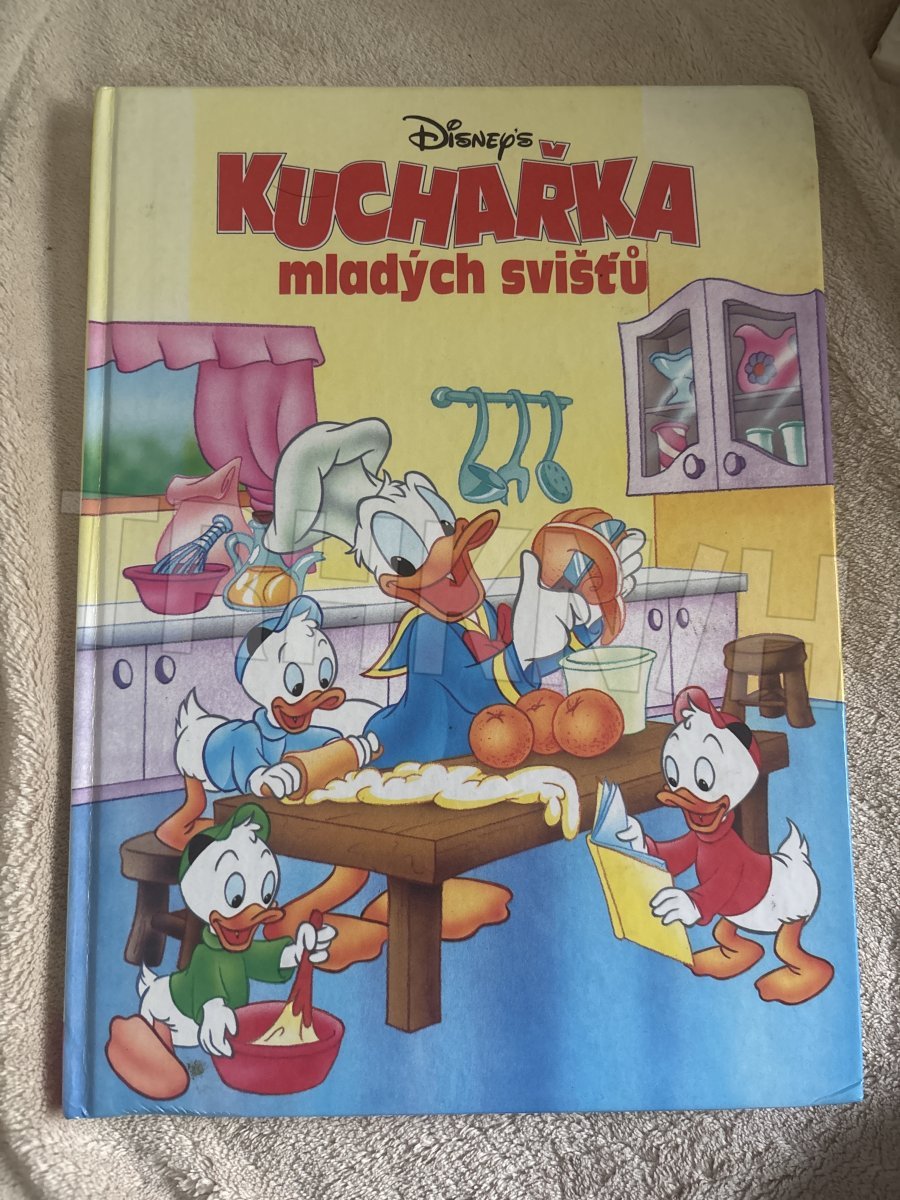 Disney's
KUCHAŘKA
mladých svišťů